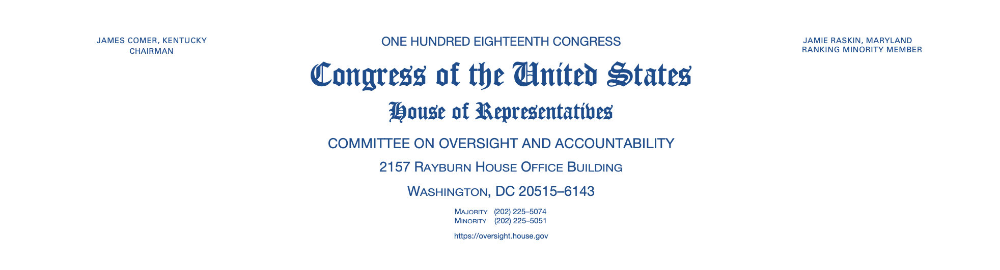 JAMES COMER, KENTUCKY
CHAIRMAN
ONE HUNDRED EIGHTEENTH CONGRESS
JAMIE RASKIN, MARYLAND
RANKING MINORITY MEMBER
Congress of the United States
House of Representatives
COMMITTEE ON OVERSIGHT AND ACCOUNTABILITY
2157 RAYBURN HOUSE OFFICE BUILDING
WASHINGTON, DC 20515–6143
MAJORITY (202) 225–5074
MINORITY (202) 225–5051
https://oversight.house.gov